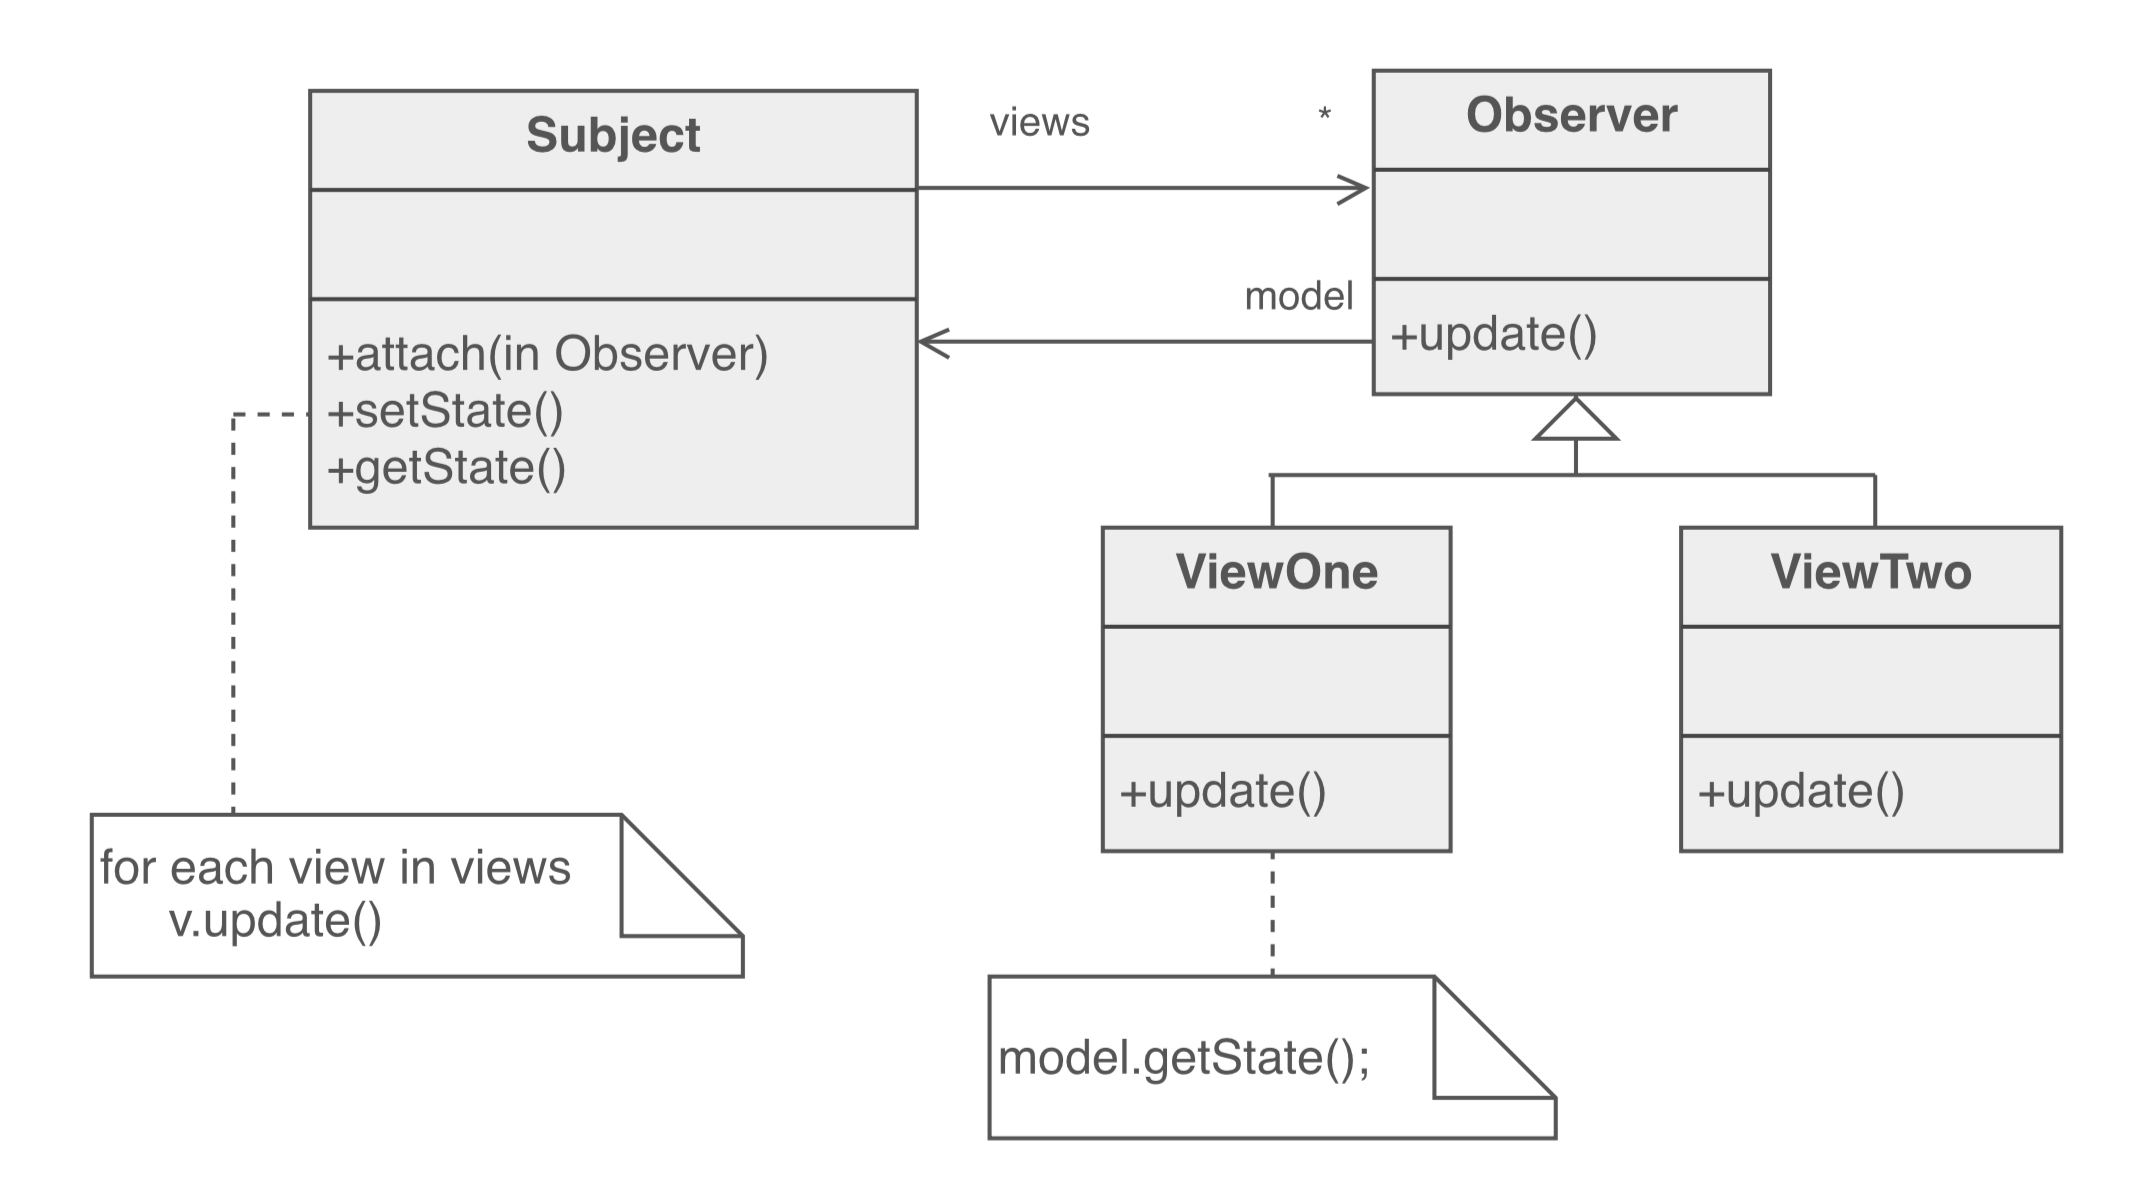 Subject
+attach(in Observer)
+setState()
+getState()
views
*
model
Observer
+update()
ViewOne
+update()
ViewTwo
+update()
for each view in views
v.update()
model.getState();